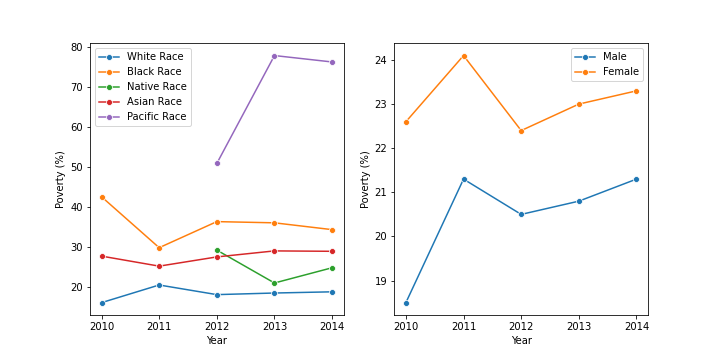 80
70
60
50
40
30
20
Poverty (%)
2010 2011 2012 2013 2014
Year
White Race
Black Race
Native Race
Asian Race
Pacific Race
24
23
22
21
20
19
Poverty (%)
2010 2011 2012 2013 2014
Year
Male
Female